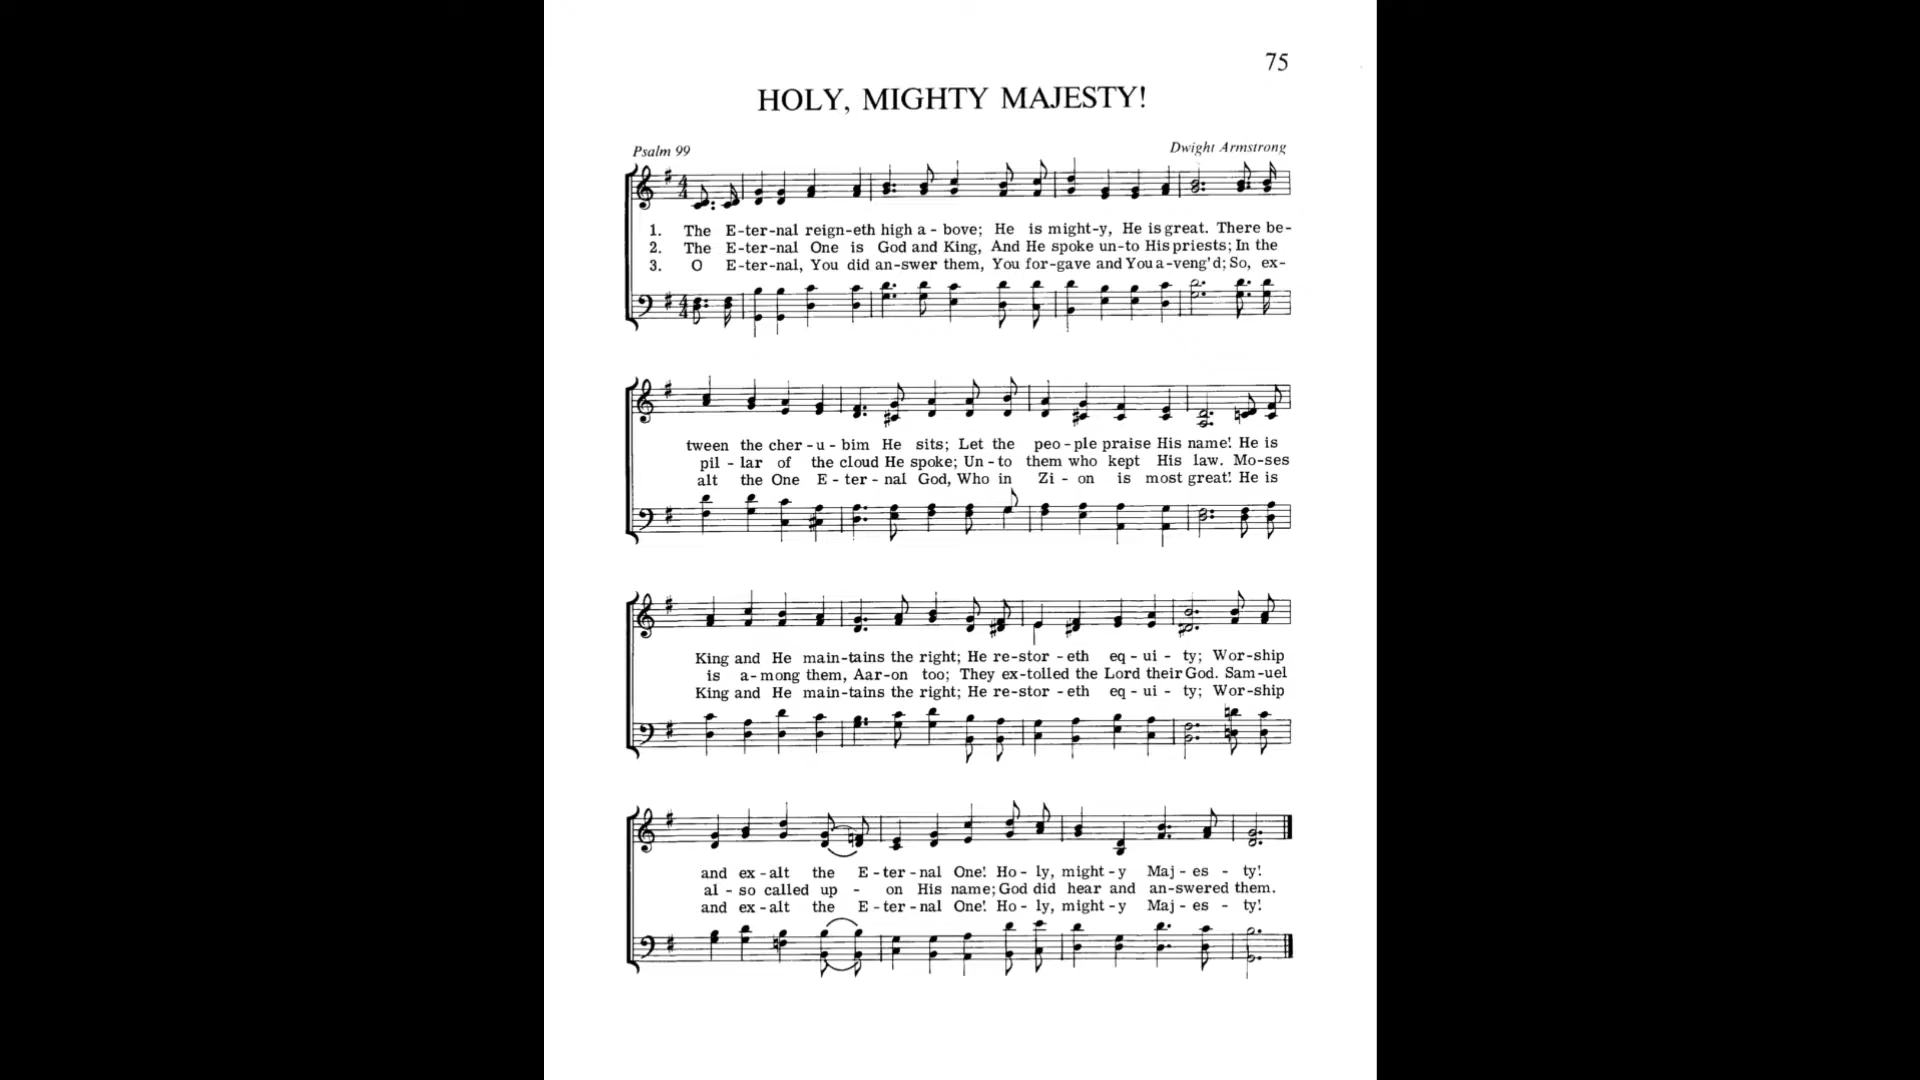 75
HOLY, MIGHTY MAJESTY!
Psalm 99
Dwight Armstrong
1. The E-ter-nal reign-eth high a - bove; He is might-y, He is great. There be-
2. The E-ter-nal One is God and King, And He spoke un-to His priests; In the
3. O E-ter-nal, You did an-swer them, You for-gave and You a-veng'd; So, ex-
tween the cher - u - bim He sits; Let the peo - ple praise His name! He is
pil - lar of the cloud He spoke; Un - to them who kept His law. Mo-ses
alt the One E - ter - nal God, Who in Zi - on is most great! He is
King and He main-tains the right; He re-stor - eth eq - ui - ty; Wor-ship
is a-mong them, Aar-on too; They ex-tolled the Lord their God. Sam-uel
King and He main-tains the right; He re-stor - eth eq - ui - ty; Wor-ship
and ex - alt the E - ter - nal One! Ho - ly, might - y Maj - es - ty!
al - so called up - on His name; God did hear and an-swered them.
and ex - alt the E - ter - nal One! Ho - ly, might - y Maj - es - ty!